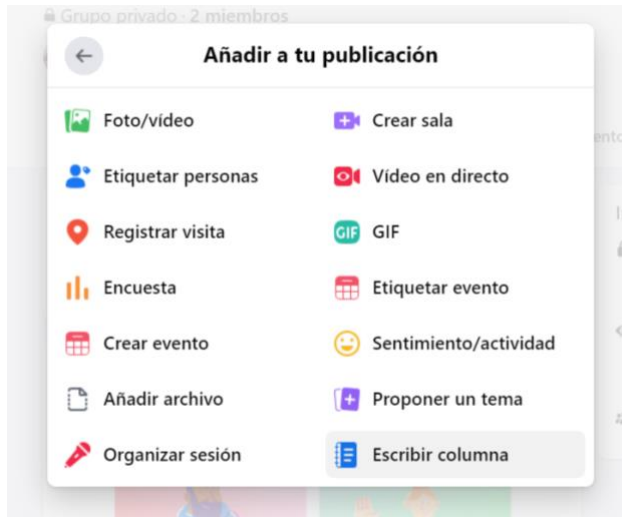 Grupo privado · 2 miembros
Añadir a tu publicación
Foto/vídeo
Crear sala
Etiquetar personas
Vídeo en directo
Registrar visita
GIF GIF
Encuesta
Etiquetar evento
Crear evento
Sentimiento/actividad
Añadir archivo
Proponer un tema
Organizar sesión
Escribir columna